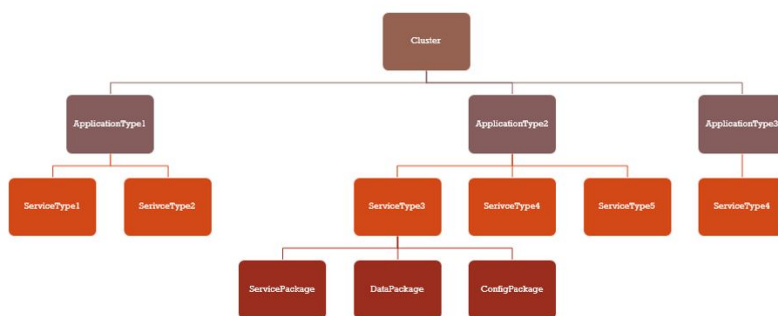 Cluster
ApplicationType1
ApplicationType2
ApplicationType3
ServiceType1
SerivceType2
ServiceType3
SerivceType4
ServiceType5
ServiceType4
ServicePackage
DataPackage
ConfigPackage